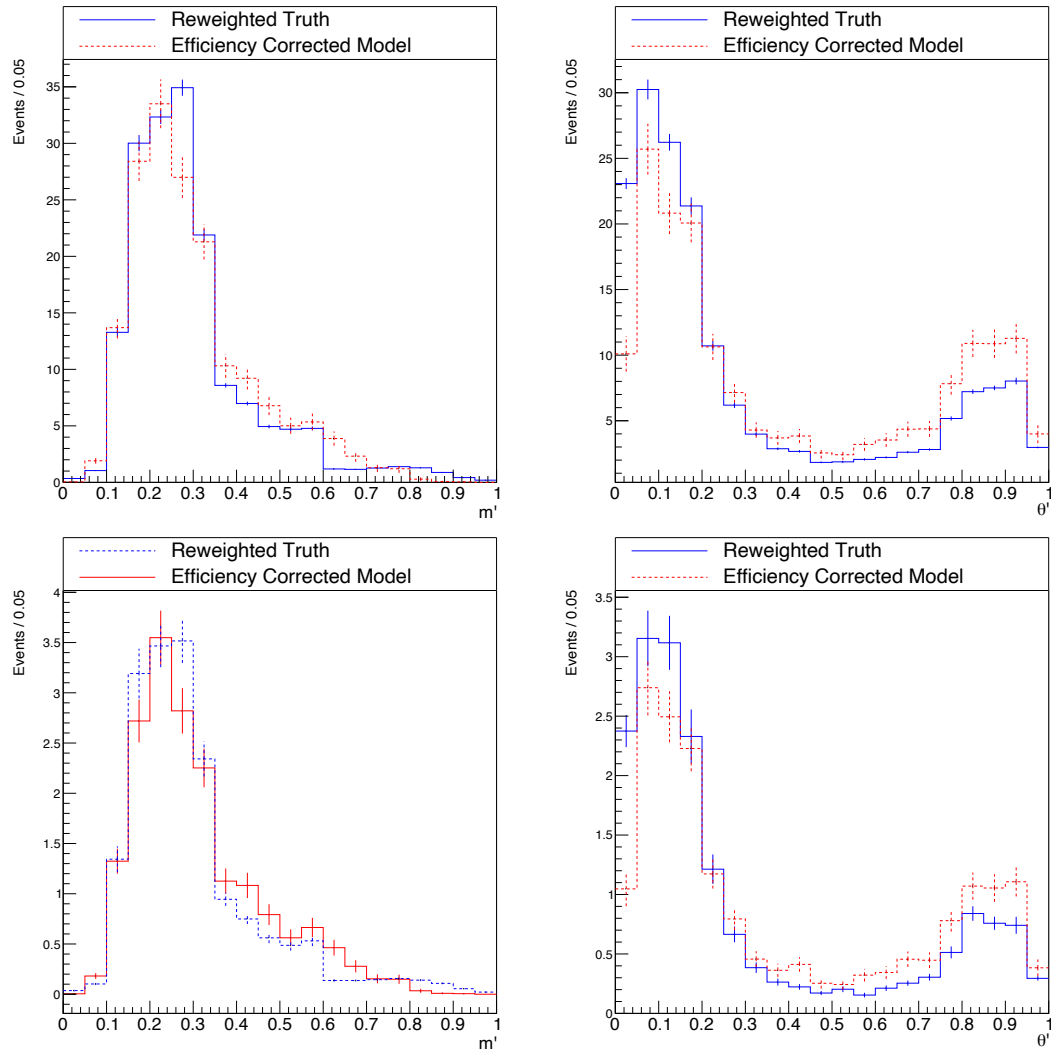 Reweighted Truth
Efficiency Corrected Model
Events / 0.05
35
30
25
20
15
10
5
0
0 0.1 0.2 0.3 0.4 0.5 0.6 0.7 0.8 0.9 1
m'
Reweighted Truth
Efficiency Corrected Model
Events / 0.05
30
25
20
15
10
5
0 0.1 0.2 0.3 0.4 0.5 0.6 0.7 0.8 0.9 1
θ'
Reweighted Truth
Efficiency Corrected Model
Events / 0.05
4
3.5
3
2.5
2
1.5
1
0.5
0
0 0.1 0.2 0.3 0.4 0.5 0.6 0.7 0.8 0.9 1
m'
Reweighted Truth
Efficiency Corrected Model
Events / 0.05
3.5
3
2.5
2
1.5
1
0.5
0
0 0.1 0.2 0.3 0.4 0.5 0.6 0.7 0.8 0.9 1
θ'